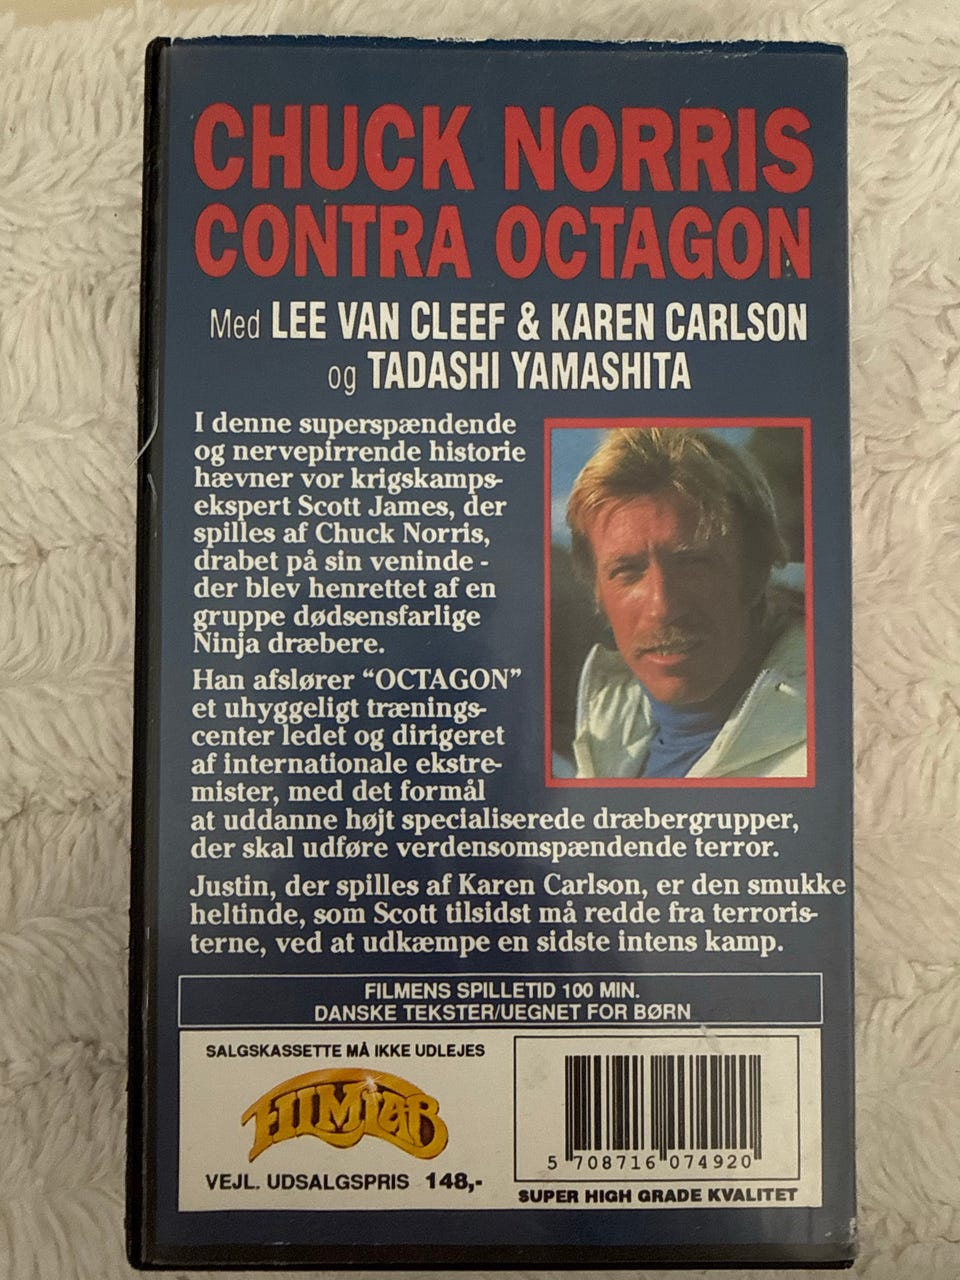 CHUCK NORRIS
CONTRA OCTAGON
Med LEE VAN CLEEF & KAREN CARLSON
og TADASHI YAMASHITA
I denne superspændende
og nervepirrende historie
hævner vor krigskamps-
ekspert Scott James, der
spilles af Chuck Norris,
drabet på sin veninde -
der blev henrettet af en
gruppe dødsensfarlige
Ninja dræbere.
Han afslører “OCTAGON”
et uhyggeligt trænings-
center ledet og dirigeret
af internationale ekstre-
mister, med det formål
at uddanne højt specialiserede dræbergrupper,
der skal udføre verdensomspændende terror.
Justin, der spilles af Karen Carlson, er den smukke
heltinde, som Scott tilsidst må redde fra terroris-
terne, ved at udkæmpe en sidste intens kamp.
FILMENS SPILLETID 100 MIN.
DANSKE TEKSTER/UEGNET FOR BØRN
SALGSKASSETTE MÅ IKKE UDLEJES
FILMLAB
VEJL. UDSALGSPRIS 148,-
5 708716 074920
SUPER HIGH GRADE KVALITET